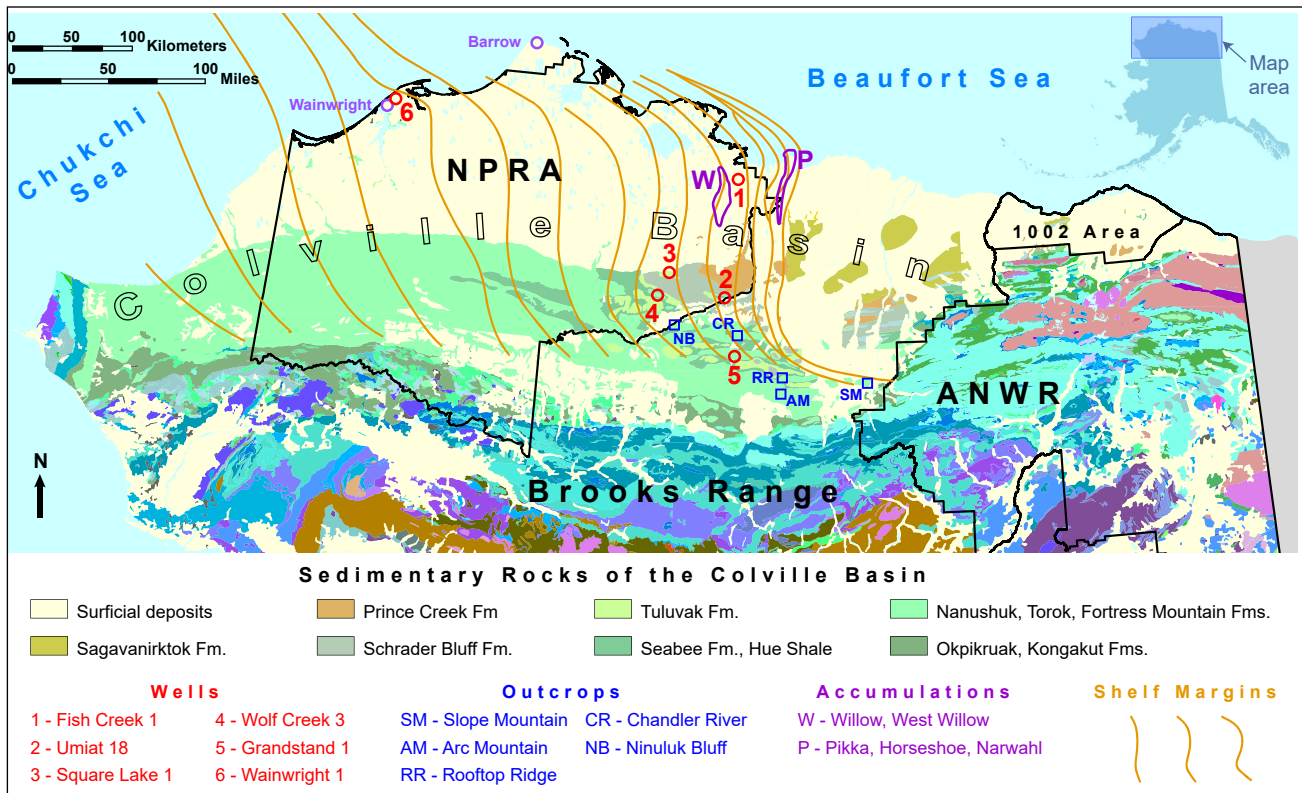 0 50 100 Kilometers
0 50 100 Miles
Barrow
Beaufort Sea
Map area
Wainwright
6
Chukchi Sea
NPRA
W
P
1
Colville Basin
1002 Area
3
2
4
NB
CR
5
RR
AM
SM
ANWR
N
Brooks Range
Sedimentary Rocks of the Colville Basin
Surficial deposits
Prince Creek Fm
Tuluvak Fm.
Nanushuk, Torok, Fortress Mountain Fms.
Sagavanirktok Fm.
Schrader Bluff Fm.
Seabee Fm., Hue Shale
Okpikruak, Kongakut Fms.
Wells
1 - Fish Creek 1
2 - Umiat 18
3 - Square Lake 1
4 - Wolf Creek 3
5 - Grandstand 1
6 - Wainwright 1
Outcrops
SM - Slope Mountain
AM - Arc Mountain
RR - Rooftop Ridge
CR - Chandler River
NB - Ninuluk Bluff
Accumulations
W - Willow, West Willow
P - Pikka, Horseshoe, Narwahl
Shelf Margins